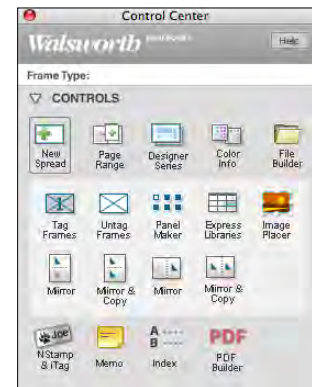 Control Center
Walsworth
Help
Frame Type:
CONTROLS
New Spread
Page Range
Designer Series
Color Info
File Builder
Tag Frames
Untag Frames
Panel Maker
Express Libraries
Image Placer
Mirror
Mirror & Copy
Mirror
Mirror & Copy
Joe
A
B
PDF
NStamp & iTag
Memo
Index
PDF Builder